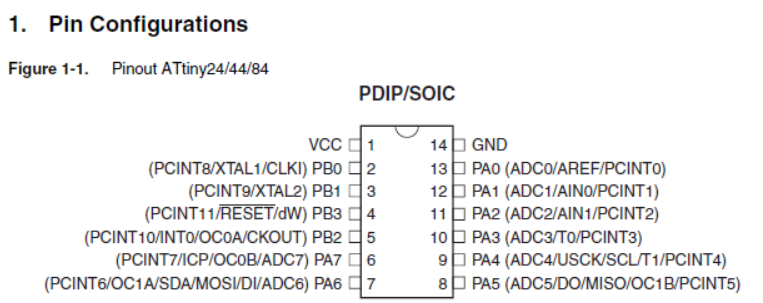 1. Pin Configurations
Figure 1-1. Pinout ATtiny24/44/84
PDIP/SOIC
VCC 1 14 GND
(PCINT8/XTAL1/CLKI) PB0 2 13 PA0 (ADC0/AREF/PCINT0)
(PCINT9/XTAL2) PB1 3 12 PA1 (ADC1/AIN0/PCINT1)
(PCINT11/RESET/dW) PB3 4 11 PA2 (ADC2/AIN1/PCINT2)
(PCINT10/INT0/OC0A/CKOUT) PB2 5 10 PA3 (ADC3/T0/PCINT3)
(PCINT7/ICP/OC0B/ADC7) PA7 6 9 PA4 (ADC4/USCK/SCL/T1/PCINT4)
(PCINT6/OC1A/SDA/MOSI/DI/ADC6) PA6 7 8 PA5 (ADC5/DO/MISO/OC1B/PCINT5)